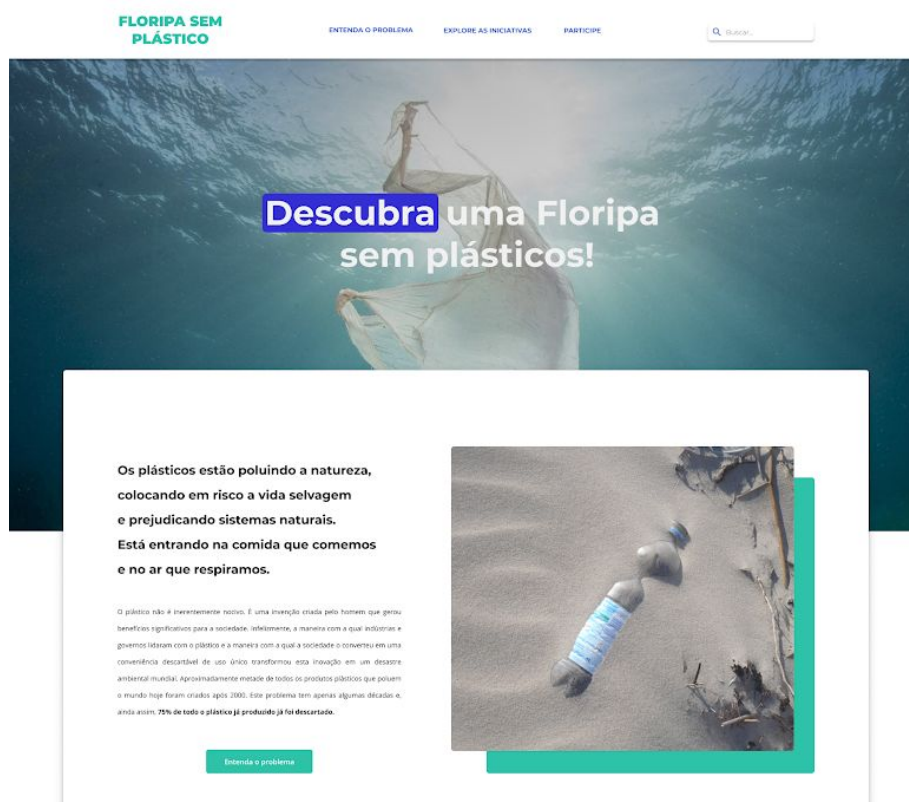 FLORIPA SEM
PLÁSTICO
ENTENDA O PROBLEMA
EXPLORE AS INICIATIVAS
PARTICIPE
Buscar...
Descubra uma Floripa
sem plásticos!
Os plásticos estão poluindo a natureza,
colocando em risco a vida selvagem
e prejudicando sistemas naturais.
Está entrando na comida que comemos
e no ar que respiramos.
O plástico não é inerentemente nocivo. É uma invenção criada pelo homem que gerou
benefícios significativos para a sociedade. Infelizmente, a maneira com a qual indústrias e
governos lidaram com o plástico e a maneira com a qual a sociedade o converteu em uma
conveniência descartável de uso único transformou esta inovação em um desastre
ambiental mundial. Aproximadamente metade de todos os produtos plásticos que poluem
o mundo hoje foram criados após 2000. Este problema tem apenas algumas décadas e,
ainda assim, 75% de todo o plástico já produzido já foi descartado.
Entenda o problema